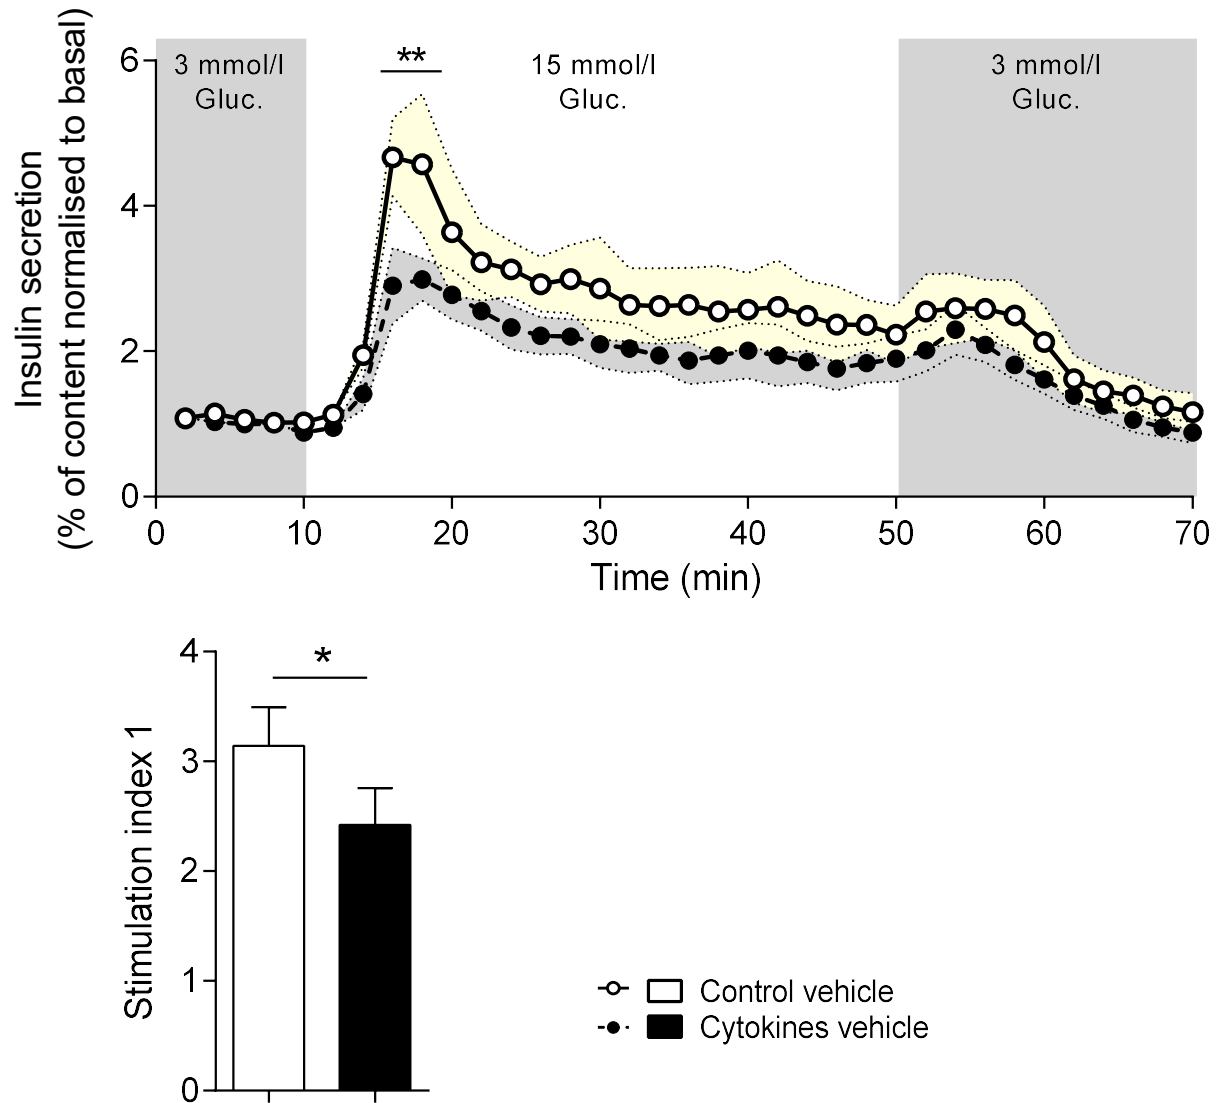 Insulin secretion
(% of content normalised to basal)
6
4
2
0
3 mmol/l
Gluc.
**
15 mmol/l
Gluc.
3 mmol/l
Gluc.
0 10 20 30 40 50 60 70
Time (min)
Stimulation index 1
4
3
2
1
0
*
Control vehicle
Cytokines vehicle